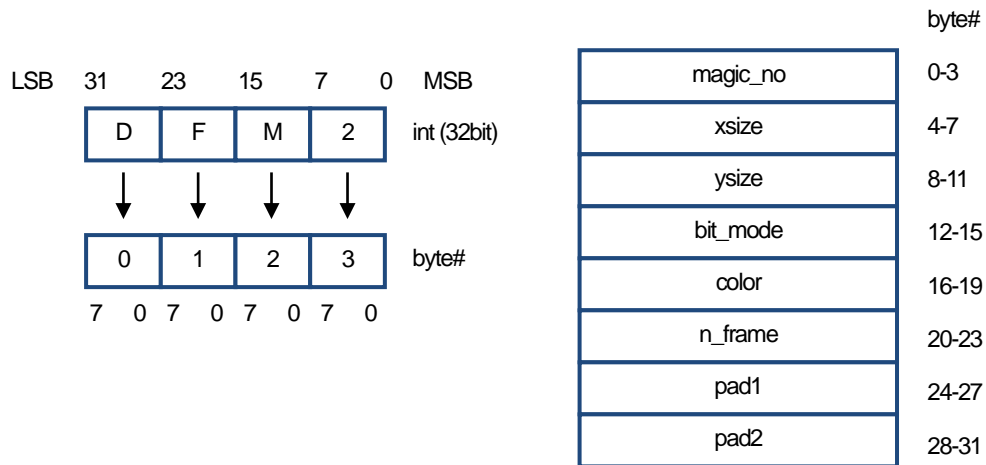 LSB 31 23 15 7 0 MSB
D F M 2 int (32bit)
0 1 2 3 byte#
7 0 7 0 7 0 7 0
byte#
magic_no 0-3
xsize 4-7
ysize 8-11
bit_mode 12-15
color 16-19
n_frame 20-23
pad1 24-27
pad2 28-31